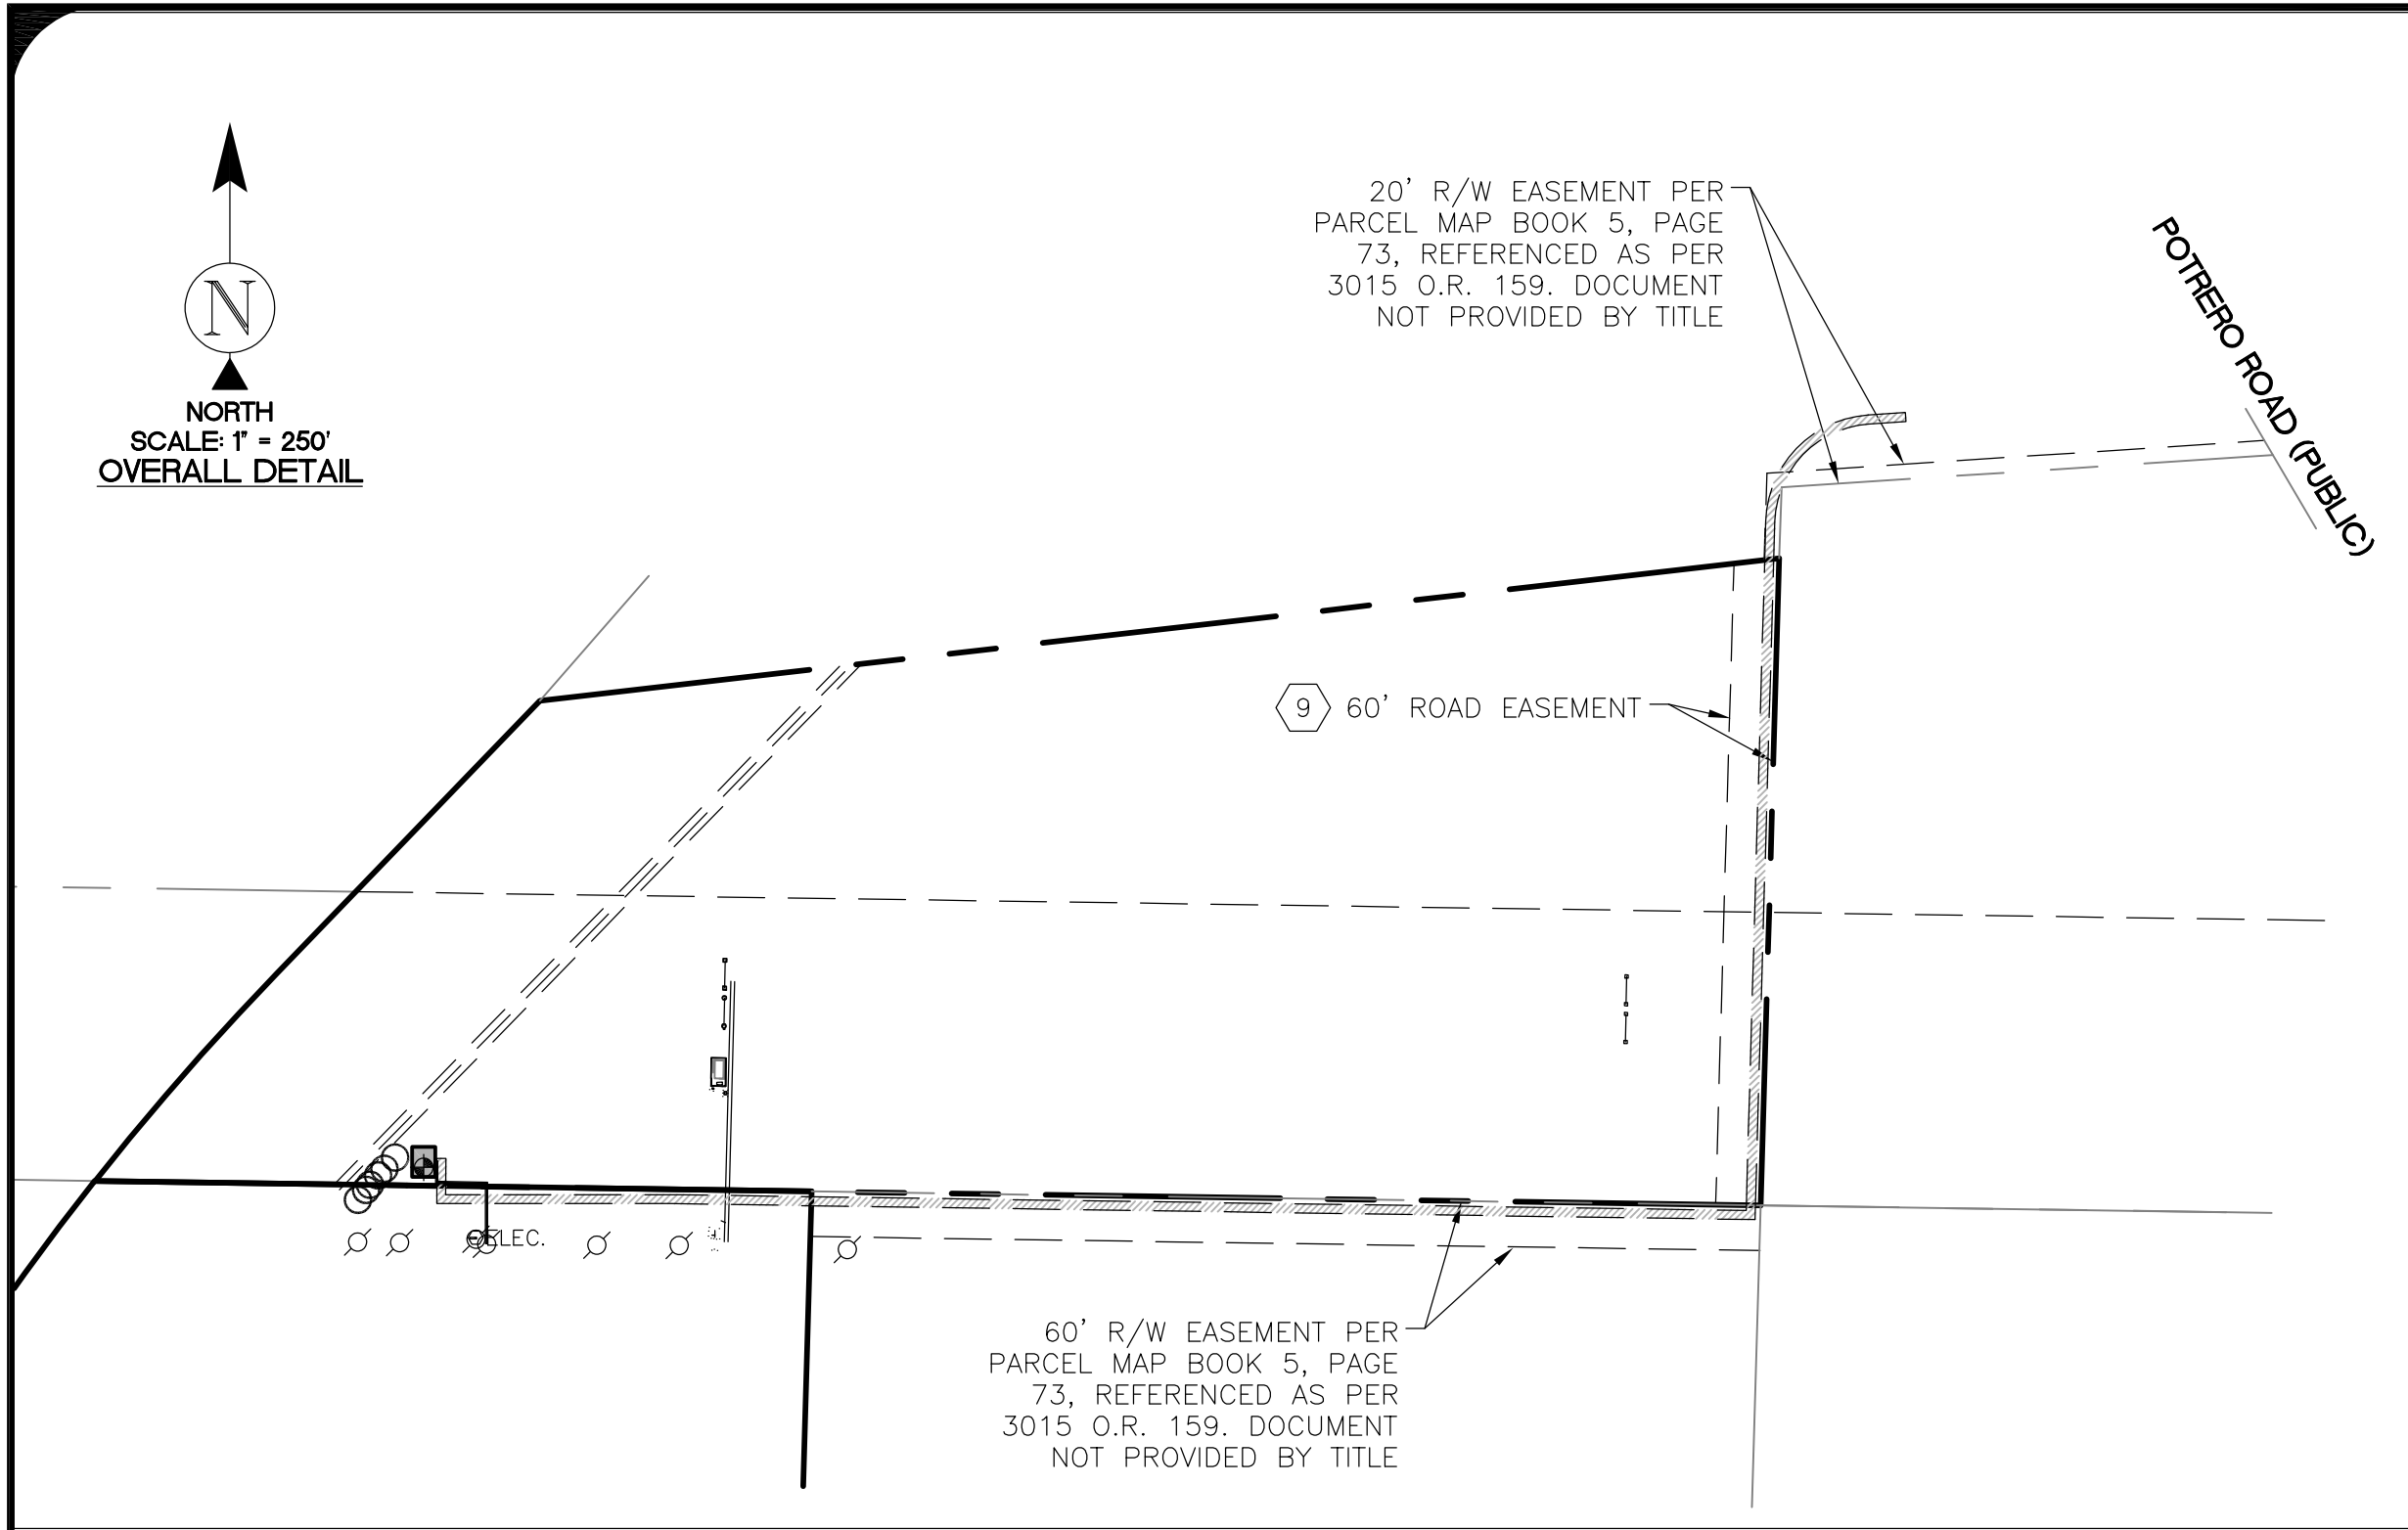 20' R/W EASEMENT PER
PARCEL MAP BOOK 5, PAGE
73, REFERENCED AS PER
3015 O.R. 159. DOCUMENT
NOT PROVIDED BY TITLE
POTRERO ROAD (PUBLIC)
N
NORTH
SCALE: 1" = 250'
OVERALL DETAIL
9 60' ROAD EASEMENT
ELEC.
60' R/W EASEMENT PER
PARCEL MAP BOOK 5, PAGE
73, REFERENCED AS PER
3015 O.R. 159. DOCUMENT
NOT PROVIDED BY TITLE